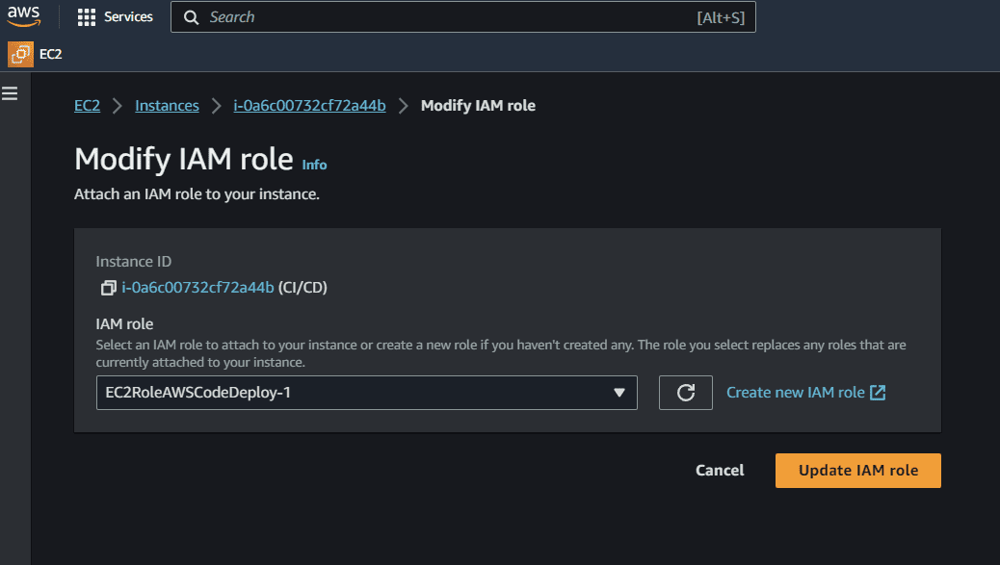 aws
Services
Search
[Alt+S]
EC2
EC2 Instances i-0a6c00732cf72a44b Modify IAM role
Modify IAM role Info
Attach an IAM role to your instance.
Instance ID
i-0a6c00732cf72a44b (CI/CD)
IAM role
Select an IAM role to attach to your instance or create a new role if you haven't created any. The role you select replaces any roles that are
currently attached to your instance.
EC2RoleAWSCodeDeploy-1
Create new IAM role
Cancel
Update IAM role